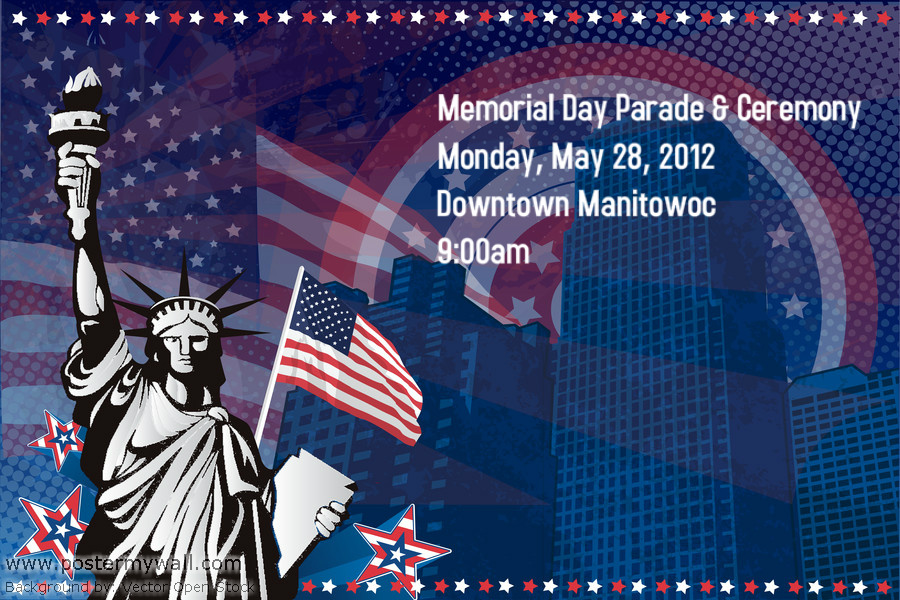 Memorial Day Parade & Ceremony
Monday, May 28, 2012
Downtown Manitowoc
9:00am
www.postermywall.com
Background by: Vector Open Stock